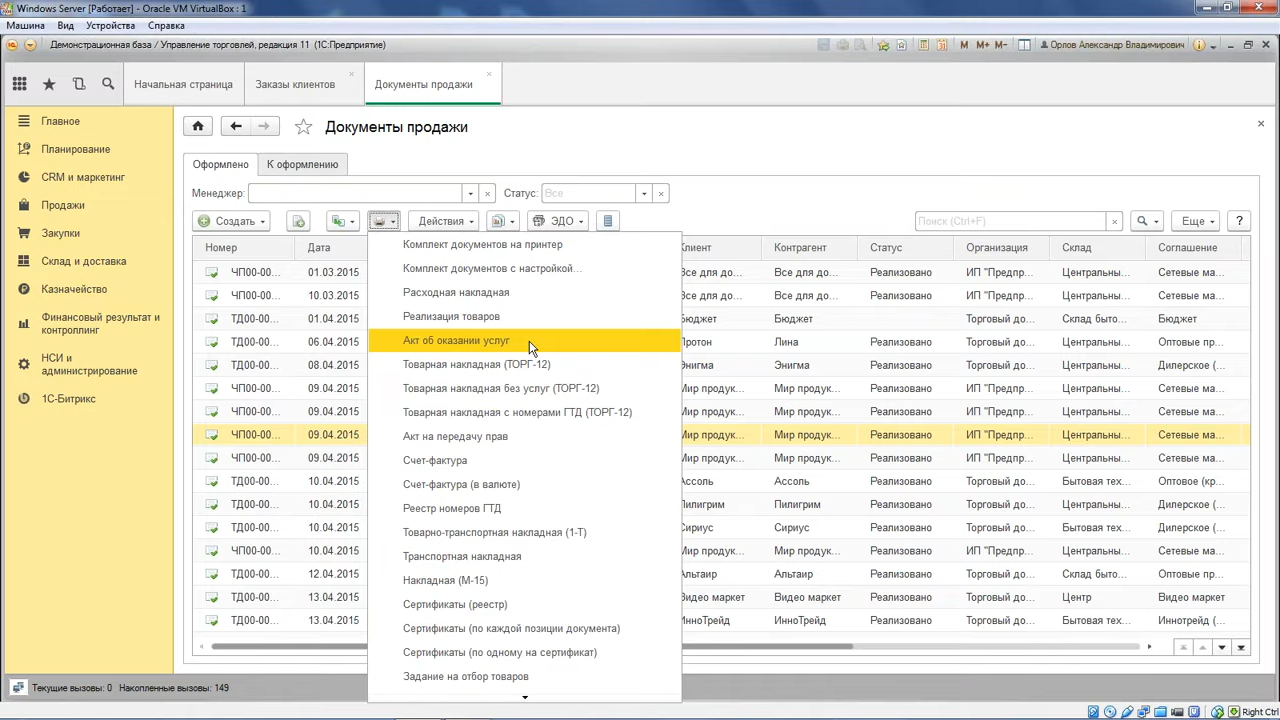 Windows Server [Работает] - Oracle VM VirtualBox : 1
Машина Вид Устройства Справка
Демонстрационная база / Управление торговлей, редакция 11 (1С:Предприятие)
M M+ M- Орлов Александр Владимирович
Начальная страница Заказы клиентов Документы продажи
Главное
Планирование
CRM и маркетинг
Продажи
Закупки
Склад и доставка
Казначейство
Финансовый результат и
контроллинг
НСИ и
администрирование
1С-Битрикс
Документы продажи
Оформлено К оформлению
Менеджер: Статус: Все
Создать Действия ЭДО Поиск (Ctrl+F) Еще ?
Номер Дата Клиент Контрагент Статус Организация Склад Соглашение
ЧП00-00... 01.03.2015 Все для до... Все для до... Реализовано ИП "Предпр... Центральны... Сетевые ма...
ЧП00-00... 10.03.2015 Все для до... Все для до... Реализовано ИП "Предпр... Центральны... Сетевые ма...
ТД00-00... 01.04.2015 Бюджет Бюджет Реализовано Торговый до... Склад быто... Бюджет
ТД00-00... 06.04.2015 Протон Лина Реализовано Торговый до... Центральны... Оптовые пр...
ТД00-00... 09.04.2015 Энигма Энигма Реализовано Торговый до... Центральны... Дилерское (...
ЧП00-00... 09.04.2015 Мир продук... Мир продук... Реализовано ИП "Предпр... Центральны... Сетевые ма...
ЧП00-00... 09.04.2015 Мир продук... Мир продук... Реализовано ИП "Предпр... Центральны... Сетевые ма...
ЧП00-00... 09.04.2015 Мир продук... Мир продук... Реализовано ИП "Предпр... Центральны... Сетевые ма...
ЧП00-00... 09.04.2015 Мир продук... Мир продук... Реализовано ИП "Предпр... Центральны... Сетевые ма...
ТД00-00... 10.04.2015 Ассоль Ассоль Реализовано Торговый до... Бытовая тех... Оптовое (кр...
ТД00-00... 10.04.2015 Пилигрим Пилигрим Реализовано Торговый до... Центральны... Дилерское (...
ТД00-00... 10.04.2015 Сириус Сириус Реализовано Торговый до... Бытовая тех... Дилерское (...
ЧП00-00... 10.04.2015 Мир продук... Мир продук... Реализовано ИП "Предпр... Центральны... Сетевые ма...
ТД00-00... 12.04.2015 Альтаир Альтаир Реализовано Торговый до... Склад быто... Дилерское (...
ТД00-00... 13.04.2015 Видео маркет Видео маркет Реализовано Торговый до... Центр Видео маркет
ТД00-00... 13.04.2015 ИнноТрейд ИнноТрейд Реализовано Торговый до... Центральны... Оптовые пр...
Комплект документов на принтер
Комплект документов с настройкой...
Расходная накладная
Реализация товаров
Акт об оказании услуг
Товарная накладная (ТОРГ-12)
Товарная накладная без услуг (ТОРГ-12)
Товарная накладная с номерами ГТД (ТОРГ-12)
Акт на передачу прав
Счет-фактура
Счет-фактура (в валюте)
Реестр номеров ГТД
Товарно-транспортная накладная (1-Т)
Транспортная накладная
Накладная (М-15)
Сертификаты (реестр)
Сертификаты (по каждой позиции документа)
Сертификаты (по одному на сертификат)
Задание на отбор товаров
Текущие вызовы: 0 Накопленные вызовы: 149
Right Ctrl